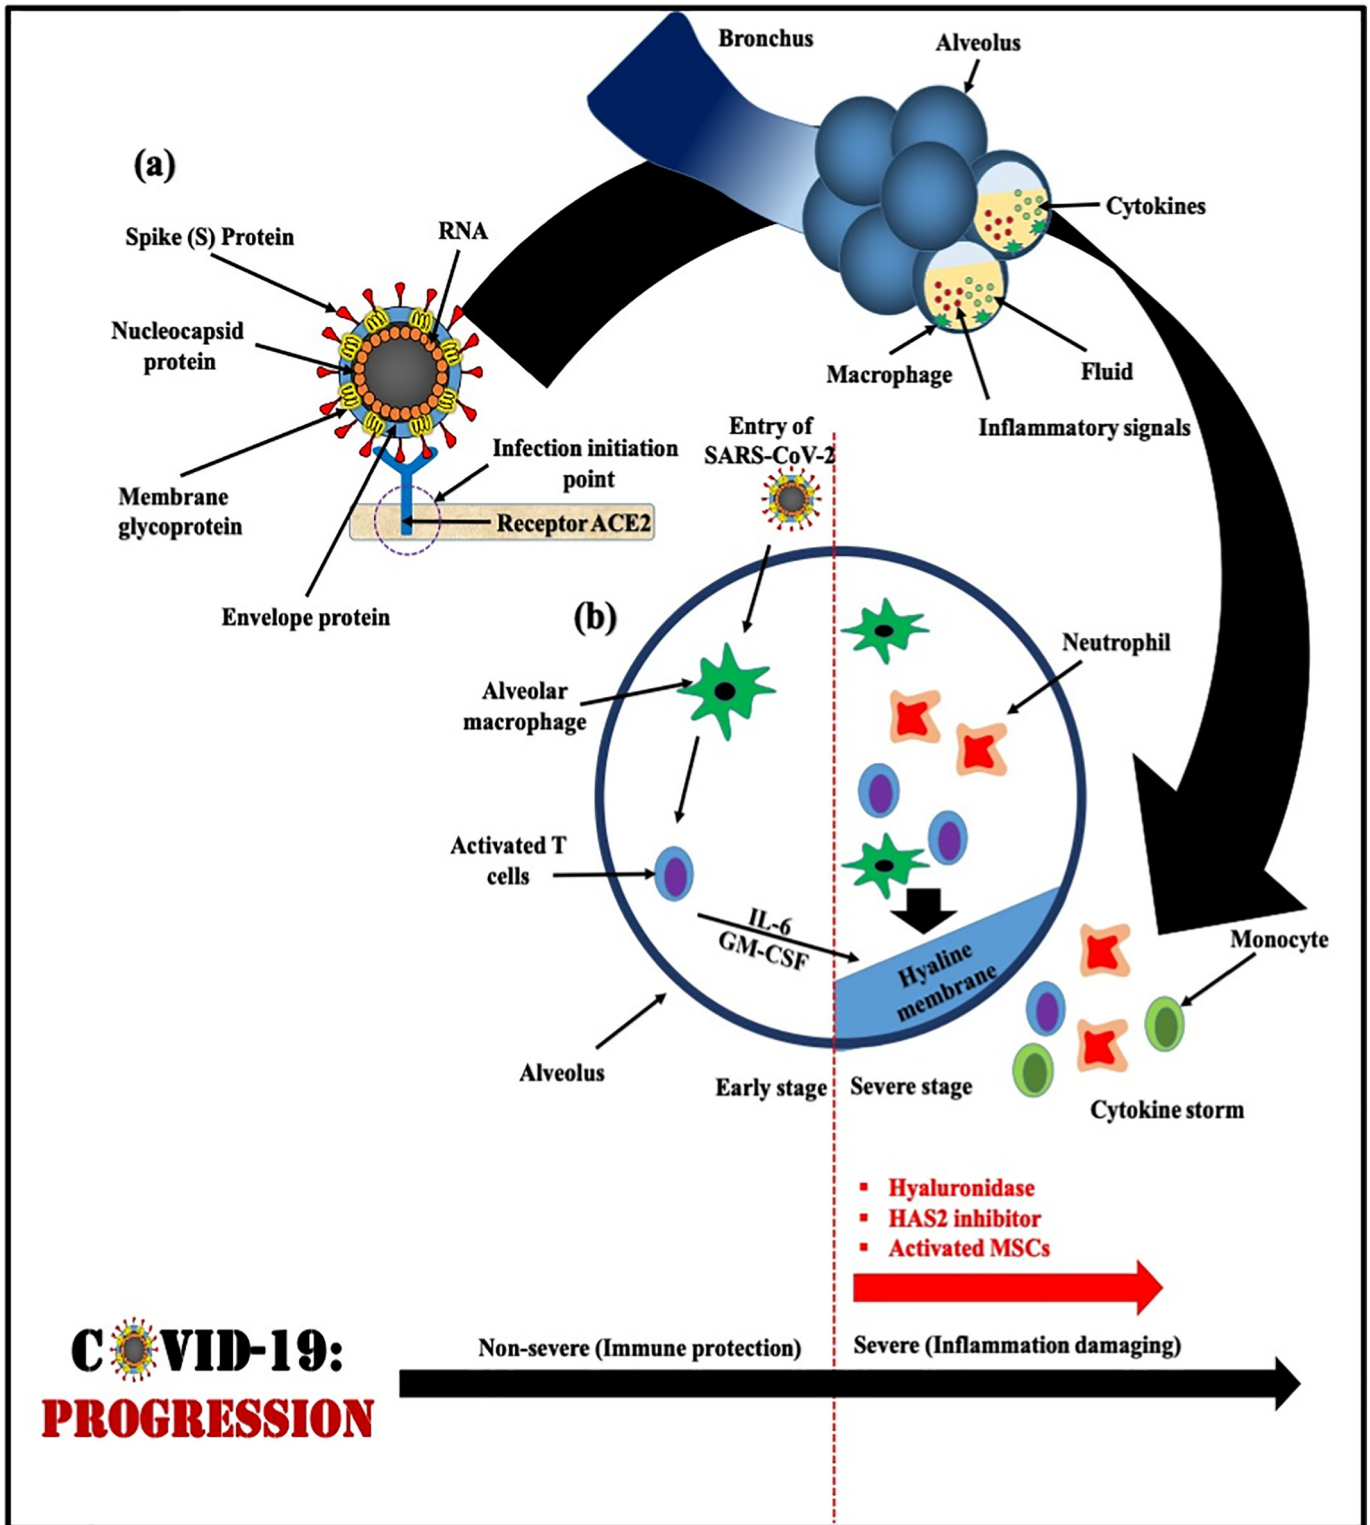 Bronchus
Alveolus
(a)
Cytokines
Spike (S) Protein
RNA
Nucleocapsid
protein
Macrophage
Fluid
Inflammatory signals
Entry of
SARS-CoV-2
Infection initiation
point
Membrane
glycoprotein
Receptor ACE2
Envelope protein
(b)
Neutrophil
Alveolar
macrophage
Activated T
cells
IL-6
GM-CSF
Hyaline
membrane
Monocyte
Alveolus
Early stage
Severe stage
Cytokine storm
▪ Hyaluronidase
▪ HAS2 inhibitor
▪ Activated MSCs
Non-severe (Immune protection)
Severe (Inflammation damaging)
COVID-19:
PROGRESSION